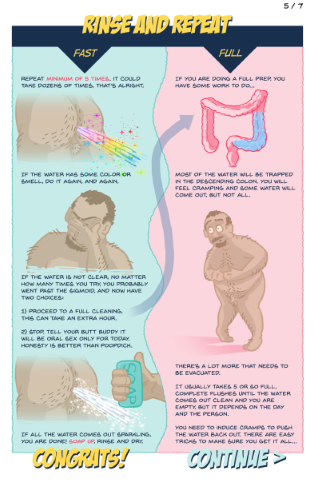 5 / 7
RINSE AND REPEAT
FAST
REPEAT MINIMUM OF 5 TIMES. IT COULD
TAKE DOZENS OF TIMES. THAT'S ALRIGHT.
IF THE WATER HAS SOME COLOR OR
SMELL, DO IT AGAIN, AND AGAIN.
IF THE WATER IS NOT CLEAR, NO MATTER
HOW MANY TIMES YOU TRY, YOU PROBABLY
WENT PAST THE SIGMOID, AND NOW HAVE
TWO CHOICES:
1) PROCEED TO A FULL CLEANING,
THIS CAN TAKE AN EXTRA HOUR.
2) STOP. TELL YOUR BUTT BUDDY IT
WILL BE ORAL SEX ONLY FOR TODAY.
HONESTY IS BETTER THAN POOPDICK.
IF ALL THE WATER COMES OUT SPARKLING,
YOU ARE DONE! SOAP UP, RINSE AND DRY.
CONGRATS!
FULL
IF YOU ARE DOING A FULL PREP, YOU
HAVE SOME WORK TO DO...
MOST OF THE WATER WILL BE TRAPPED
IN THE DESCENDING COLON, YOU WILL
FEEL CRAMPING AND SOME WATER WILL
COME OUT, BUT NOT ALL.
THERE'S A LOT MORE THAT NEEDS TO
BE EVACUATED.
IT USUALLY TAKES 5 OR 60 FULL,
COMPLETE FLUSHES UNTIL THE WATER
COMES OUT CLEAN AND YOU ARE
EMPTY, BUT IT DEPENDS ON THE DAY
AND THE PERSON.
YOU NEED TO INDUCE CRAMPS TO PUSH
THE WATER BACK OUT. THERE ARE EASY
TRICKS TO MAKE SURE YOU GET IT ALL...
CONTINUE >